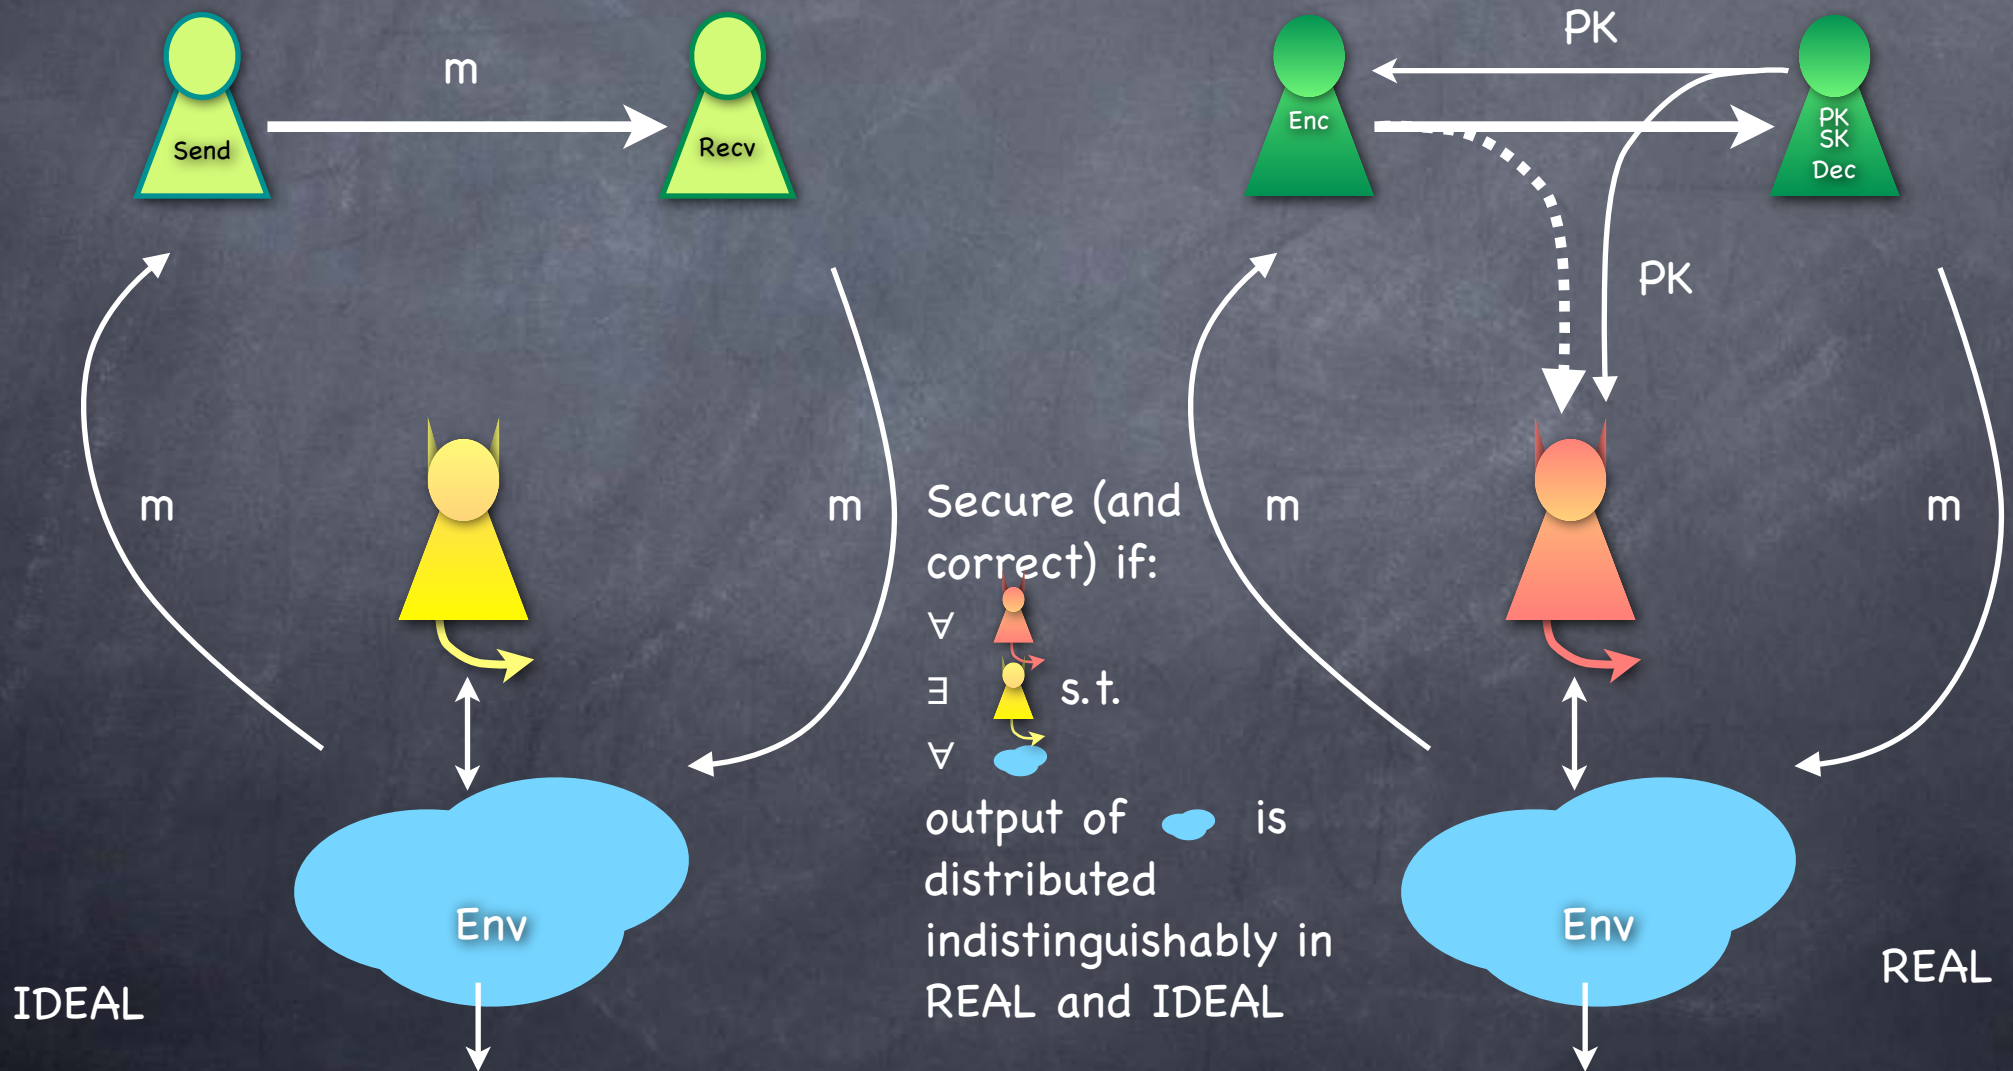 m
Send
Recv
m
m
Env
IDEAL
Secure (and
correct) if:
∀
∃ s.t.
∀
output of is
distributed
indistinguishably in
REAL and IDEAL
PK
Enc
PK
SK
Dec
PK
m
m
Env
REAL